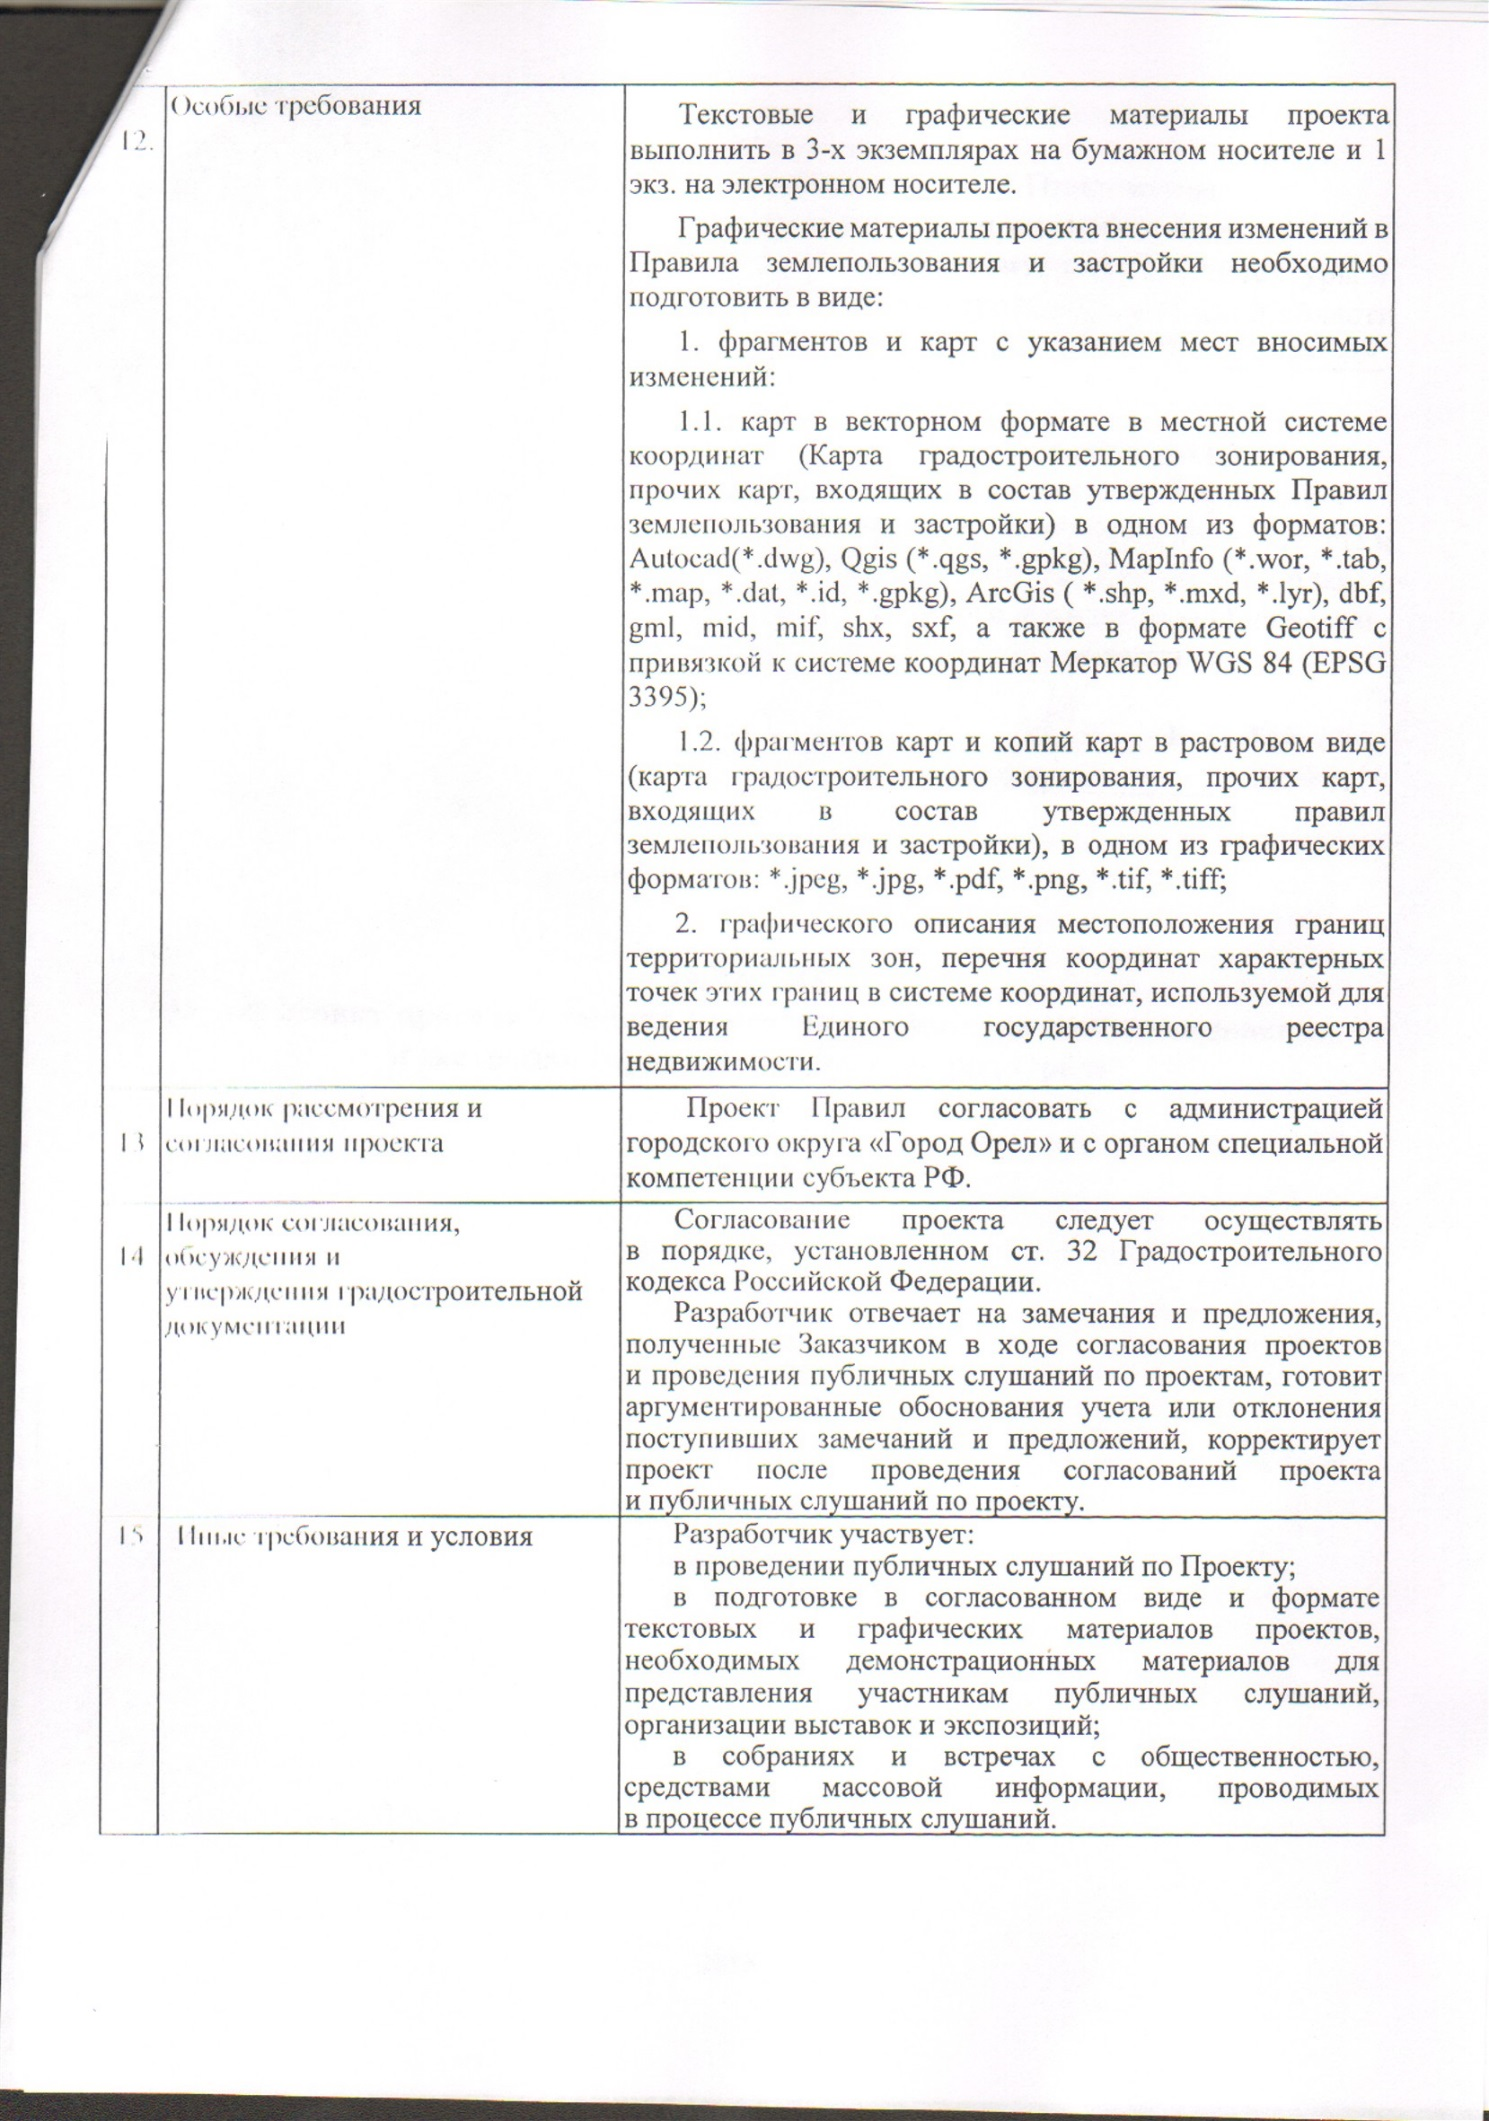 12.
Особые требования
Текстовые и графические материалы проекта
выполнить в 3-х экземплярах на бумажном носителе и 1
экз. на электронном носителе.
Графические материалы проекта внесения изменений в
Правила землепользования и застройки необходимо
подготовить в виде:
1. фрагментов и карт с указанием мест вносимых
изменений:
1.1. карт в векторном формате в местной системе
координат (Карта градостроительного зонирования,
прочих карт, входящих в состав утвержденных Правил
землепользования и застройки) в одном из форматов:
Autocad(*.dwg), Qgis (*.qgs, *.gpkg), MapInfo (*.wor, *.tab,
*.map, *.dat, *.id, *.gpkg), ArcGis ( *.shp, *.mxd, *.lyr), dbf,
gml, mid, mif, shx, sxf, а также в формате Geotiff с
привязкой к системе координат Меркатор WGS 84 (EPSG
3395);
1.2. фрагментов карт и копий карт в растровом виде
(карта градостроительного зонирования, прочих карт,
входящих в состав утвержденных правил
землепользования и застройки), в одном из графических
форматов: *.jpeg, *.jpg, *.pdf, *.png, *.tif, *.tiff;
2. графического описания местоположения границ
территориальных зон, перечня координат характерных
точек этих границ в системе координат, используемой для
ведения Единого государственного реестра
недвижимости.
13
Порядок рассмотрения и
согласования проекта
Проект Правил согласовать с администрацией
городского округа «Город Орел» и с органом специальной
компетенции субъекта РФ.
14
Порядок согласования,
обсуждения и
утверждения градостроительной
документации
Согласование проекта следует осуществлять
в порядке, установленном ст. 32 Градостроительного
кодекса Российской Федерации.
Разработчик отвечает на замечания и предложения,
полученные Заказчиком в ходе согласования проектов
и проведения публичных слушаний по проектам, готовит
аргументированные обоснования учета или отклонения
поступивших замечаний и предложений, корректирует
проект после проведения согласований проекта
и публичных слушаний по проекту.
15
Иные требования и условия
Разработчик участвует:
в проведении публичных слушаний по Проекту;
в подготовке в согласованном виде и формате
текстовых и графических материалов проектов,
необходимых демонстрационных материалов для
представления участникам публичных слушаний,
организации выставок и экспозиций;
в собраниях и встречах с общественностью,
средствами массовой информации, проводимых
в процессе публичных слушаний.